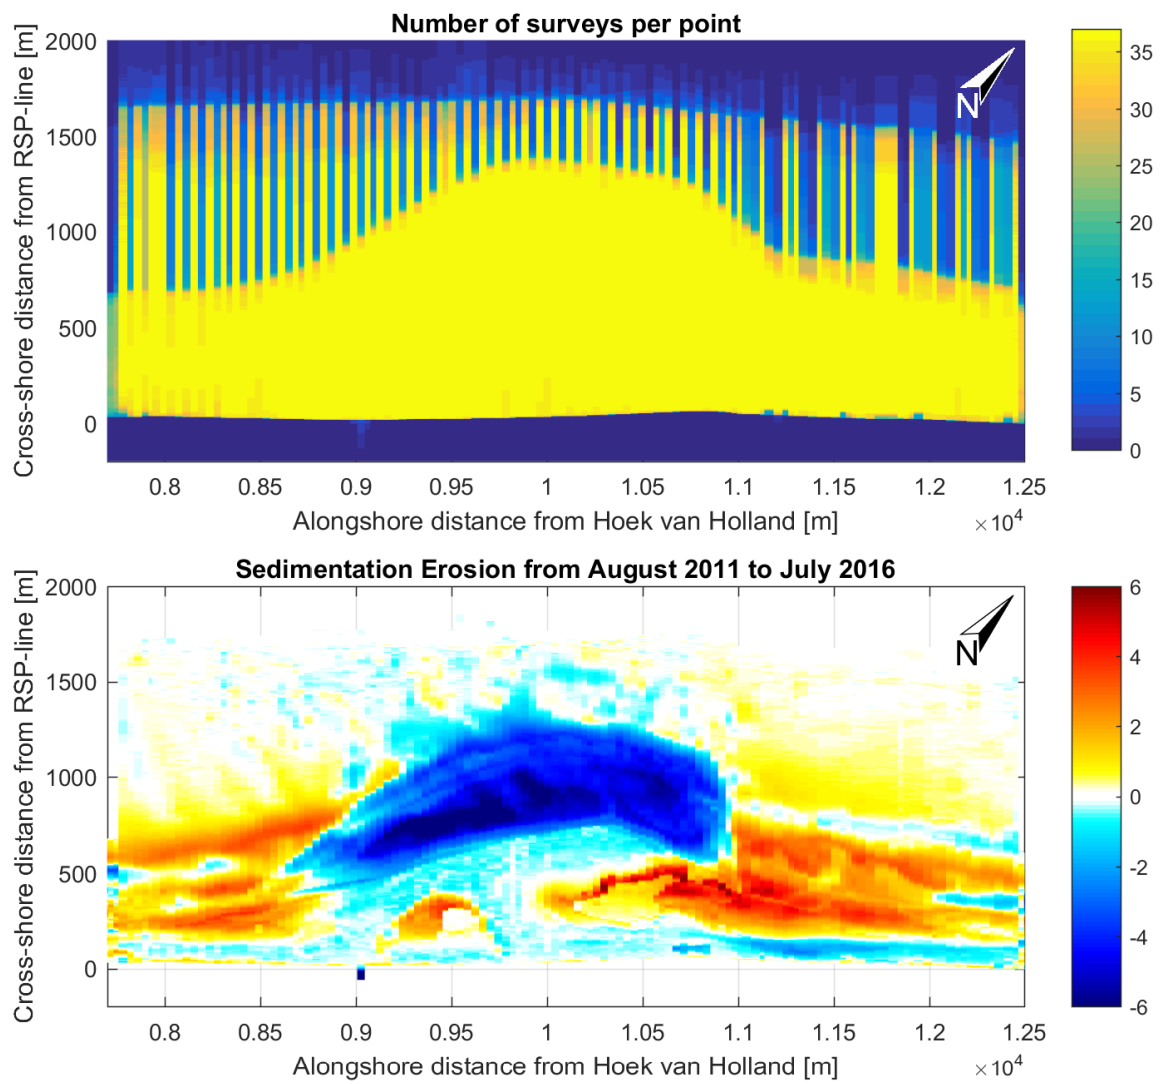 Number of surveys per point
Cross-shore distance from RSP-line [m]
2000
1500
1000
500
0
N
35
30
25
20
15
10
5
0
0.8 0.85 0.9 0.95 1 1.05 1.1 1.15 1.2 1.25
Alongshore distance from Hoek van Holland [m]
×10^4
Sedimentation Erosion from August 2011 to July 2016
Cross-shore distance from RSP-line [m]
2000
1500
1000
500
0
N
6
4
2
0
-2
-4
-6
0.8 0.85 0.9 0.95 1 1.05 1.1 1.15 1.2 1.25
Alongshore distance from Hoek van Holland [m]
×10^4